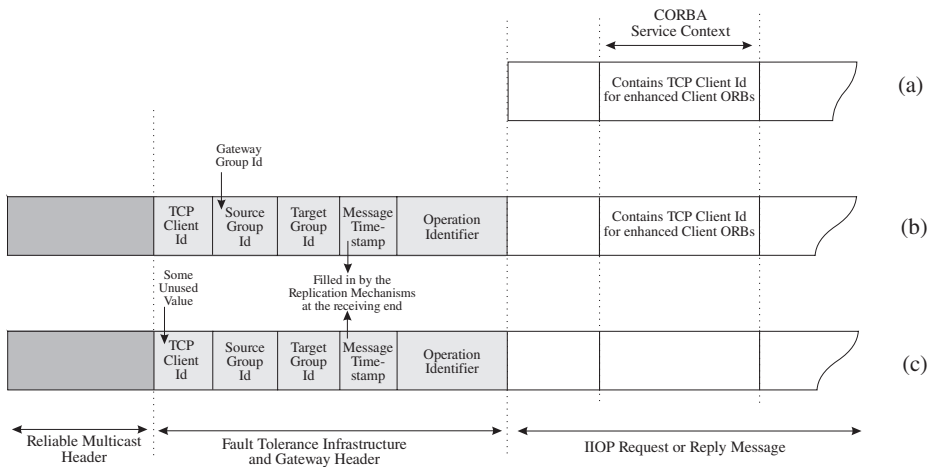 CORBA
Service Context
Contains TCP Client Id
for enhanced Client ORBs
(a)
Gateway
Group Id
TCP
Client
Id
Source
Group
Id
Target
Group
Id
Message
Time-
stamp
Operation
Identifier
Contains TCP Client Id
for enhanced Client ORBs
(b)
Some
Unused
Value
Filled in by the
Replication Mechanisms
at the receiving end
TCP
Client
Id
Source
Group
Id
Target
Group
Id
Message
Time-
stamp
Operation
Identifier
(c)
Reliable Multicast
Header
Fault Tolerance Infrastructure
and Gateway Header
IIOP Request or Reply Message